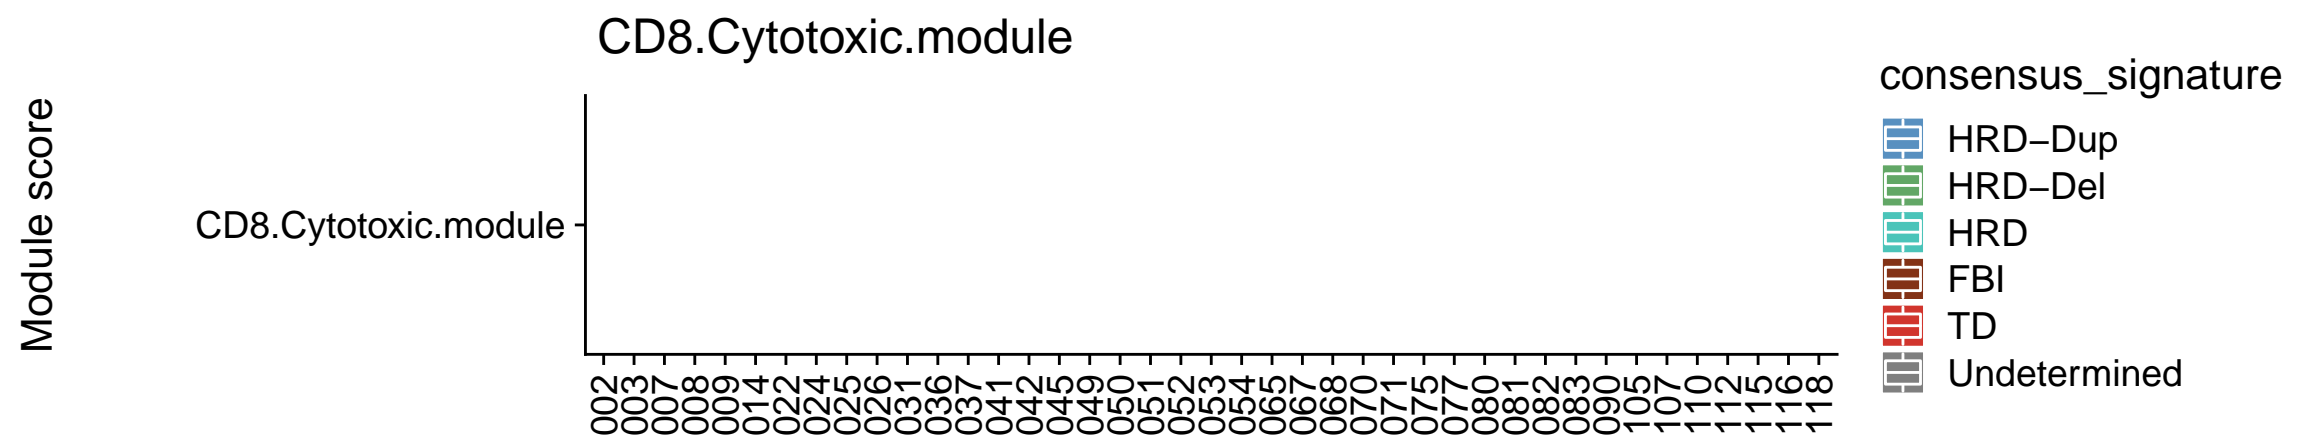 CD8.Cytotoxic.module
Module score
CD8.Cytotoxic.module
002 003 007 008 009 014 022 024 025 026 031 036 037 041 042 045 049 050 051 052 053 054 065 067 068 070 071 075 077 080 081 082 083 090 105 107 110 112 115 116 118
consensus_signature
HRD−Dup
HRD−Del
HRD
FBI
TD
Undetermined